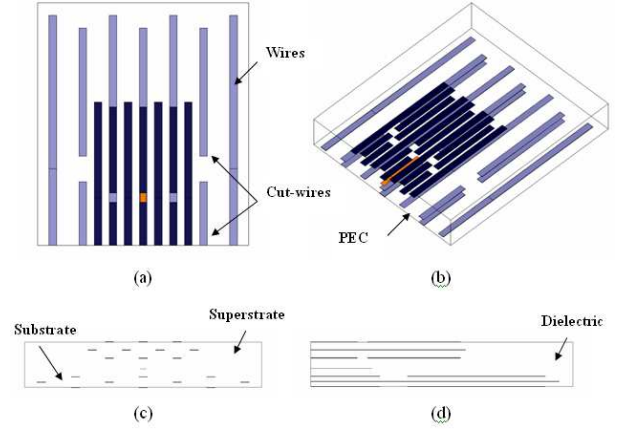 Wires
Cut-wires
PEC
(a)
(b)
Substrate
Superstrate
Dielectric
(c)
(d)